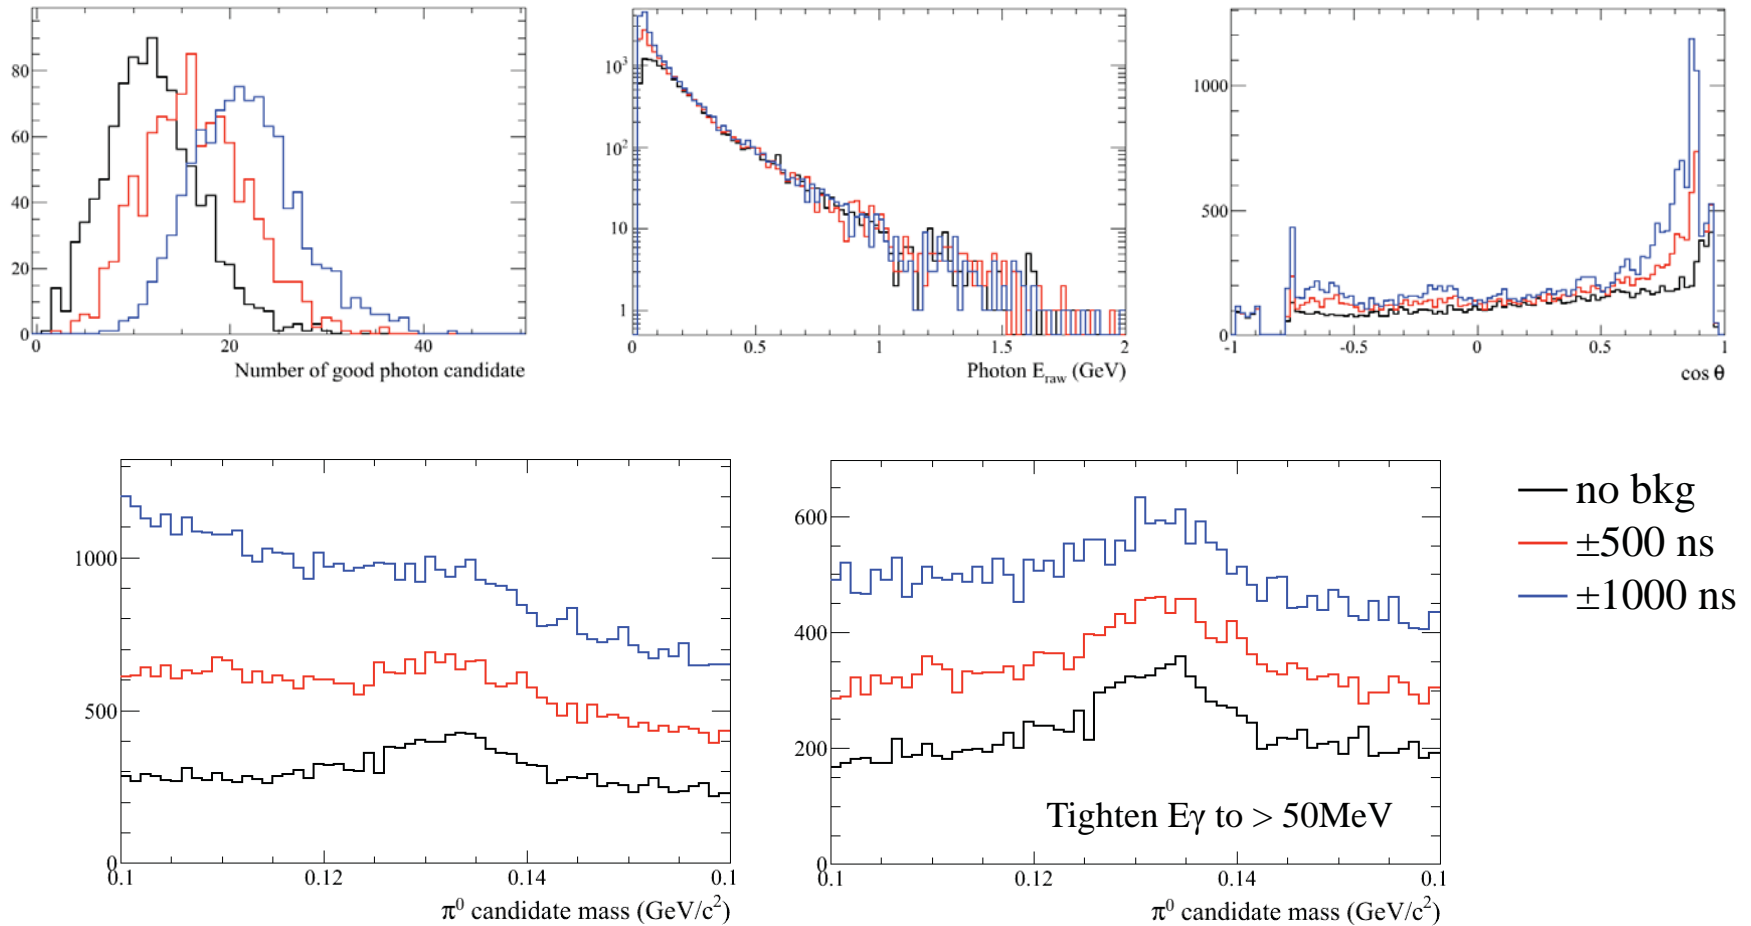 80
60
40
20
0
0 20 40
Number of good photon candidate
10³
10²
10
1
0 0.5 1 1.5 2
Photon E_raw (GeV)
1000
500
0
-1 -0.5 0 0.5 1
cos θ
1000
500
0
0.1 0.12 0.14 0.1
π⁰ candidate mass (GeV/c²)
600
400
200
0
Tighten Eγ to > 50MeV
0.1 0.12 0.14 0.1
π⁰ candidate mass (GeV/c²)
no bkg
±500 ns
±1000 ns